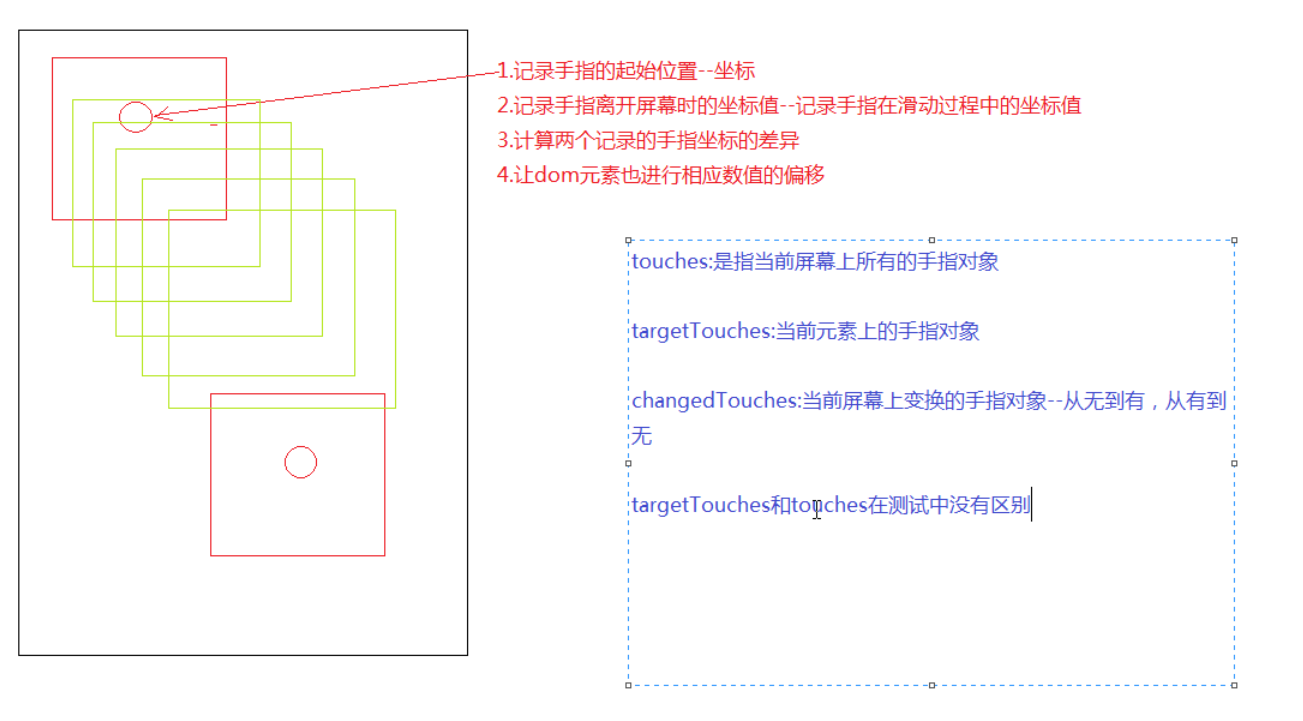 1.记录手指的起始位置--坐标
2.记录手指离开屏幕时的坐标值--记录手指在滑动过程中的坐标值
3.计算两个记录的手指坐标的差异
4.让dom元素也进行相应数值的偏移
touches:是指当前屏幕上所有的手指对象
targetTouches:当前元素上的手指对象
changedTouches:当前屏幕上变换的手指对象--从无到有，从有到
无
targetTouches和touches在测试中没有区别